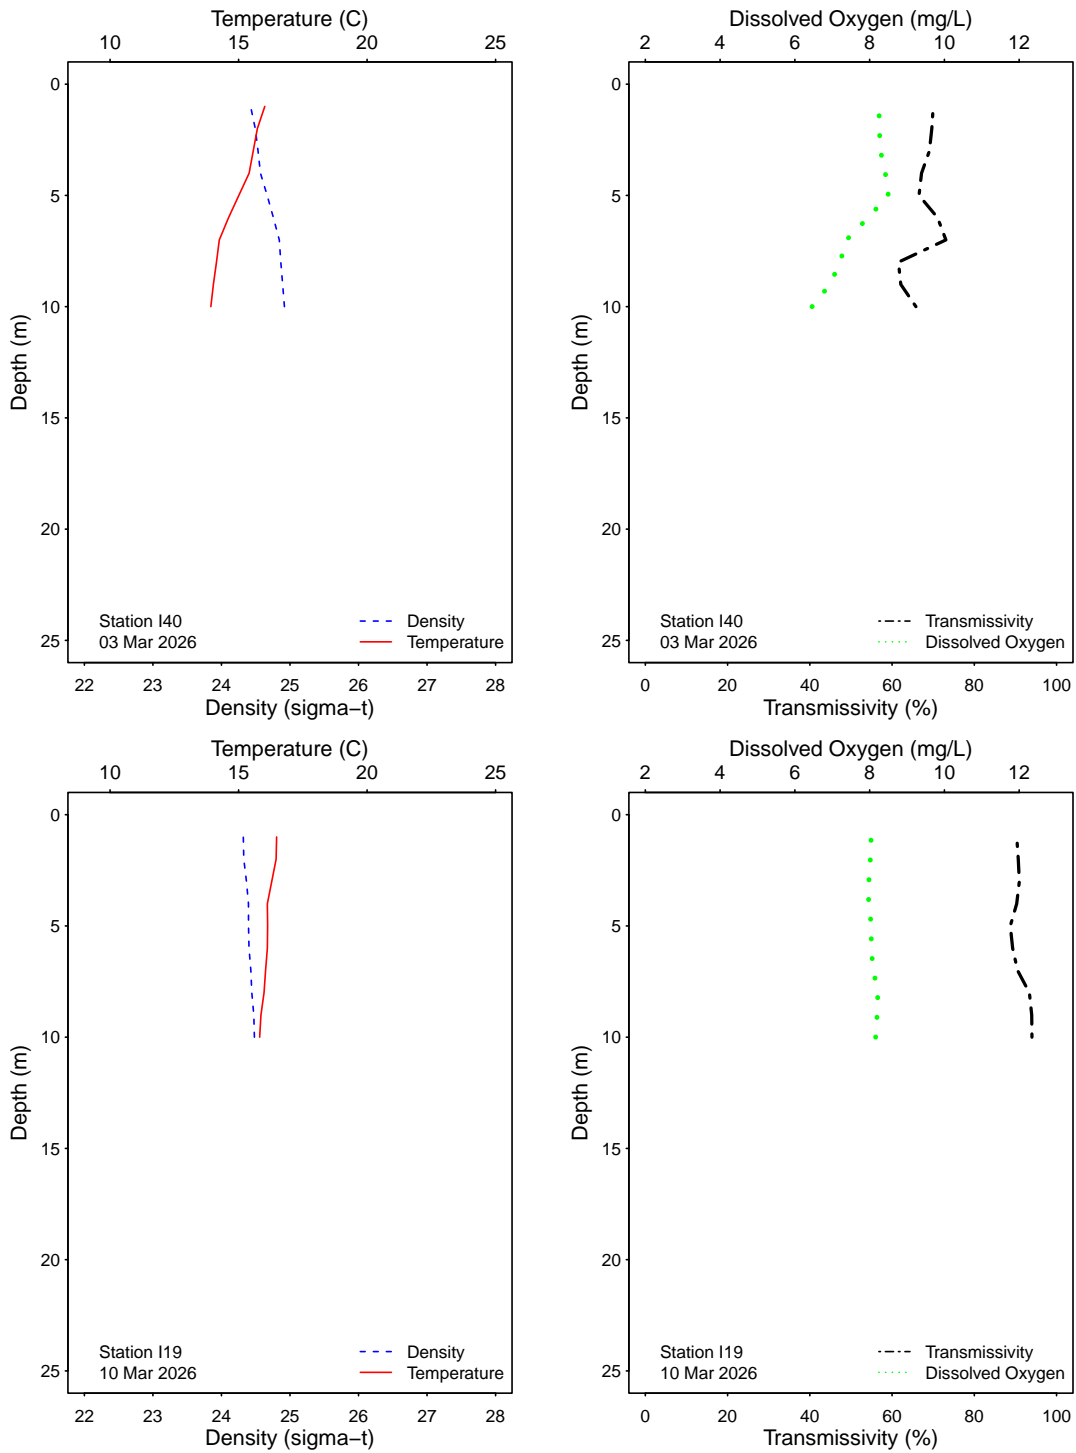 Temperature (C)
10 15 20 25
0
5
10
15
20
25
Depth (m)
Station I40
03 Mar 2026
Density
Temperature
22 23 24 25 26 27 28
Density (sigma−t)
Dissolved Oxygen (mg/L)
2 4 6 8 10 12
0
5
10
15
20
25
Depth (m)
Station I40
03 Mar 2026
Transmissivity
Dissolved Oxygen
0 20 40 60 80 100
Transmissivity (%)
Temperature (C)
10 15 20 25
0
5
10
15
20
25
Depth (m)
Station I19
10 Mar 2026
Density
Temperature
22 23 24 25 26 27 28
Density (sigma−t)
Dissolved Oxygen (mg/L)
2 4 6 8 10 12
0
5
10
15
20
25
Depth (m)
Station I19
10 Mar 2026
Transmissivity
Dissolved Oxygen
0 20 40 60 80 100
Transmissivity (%)